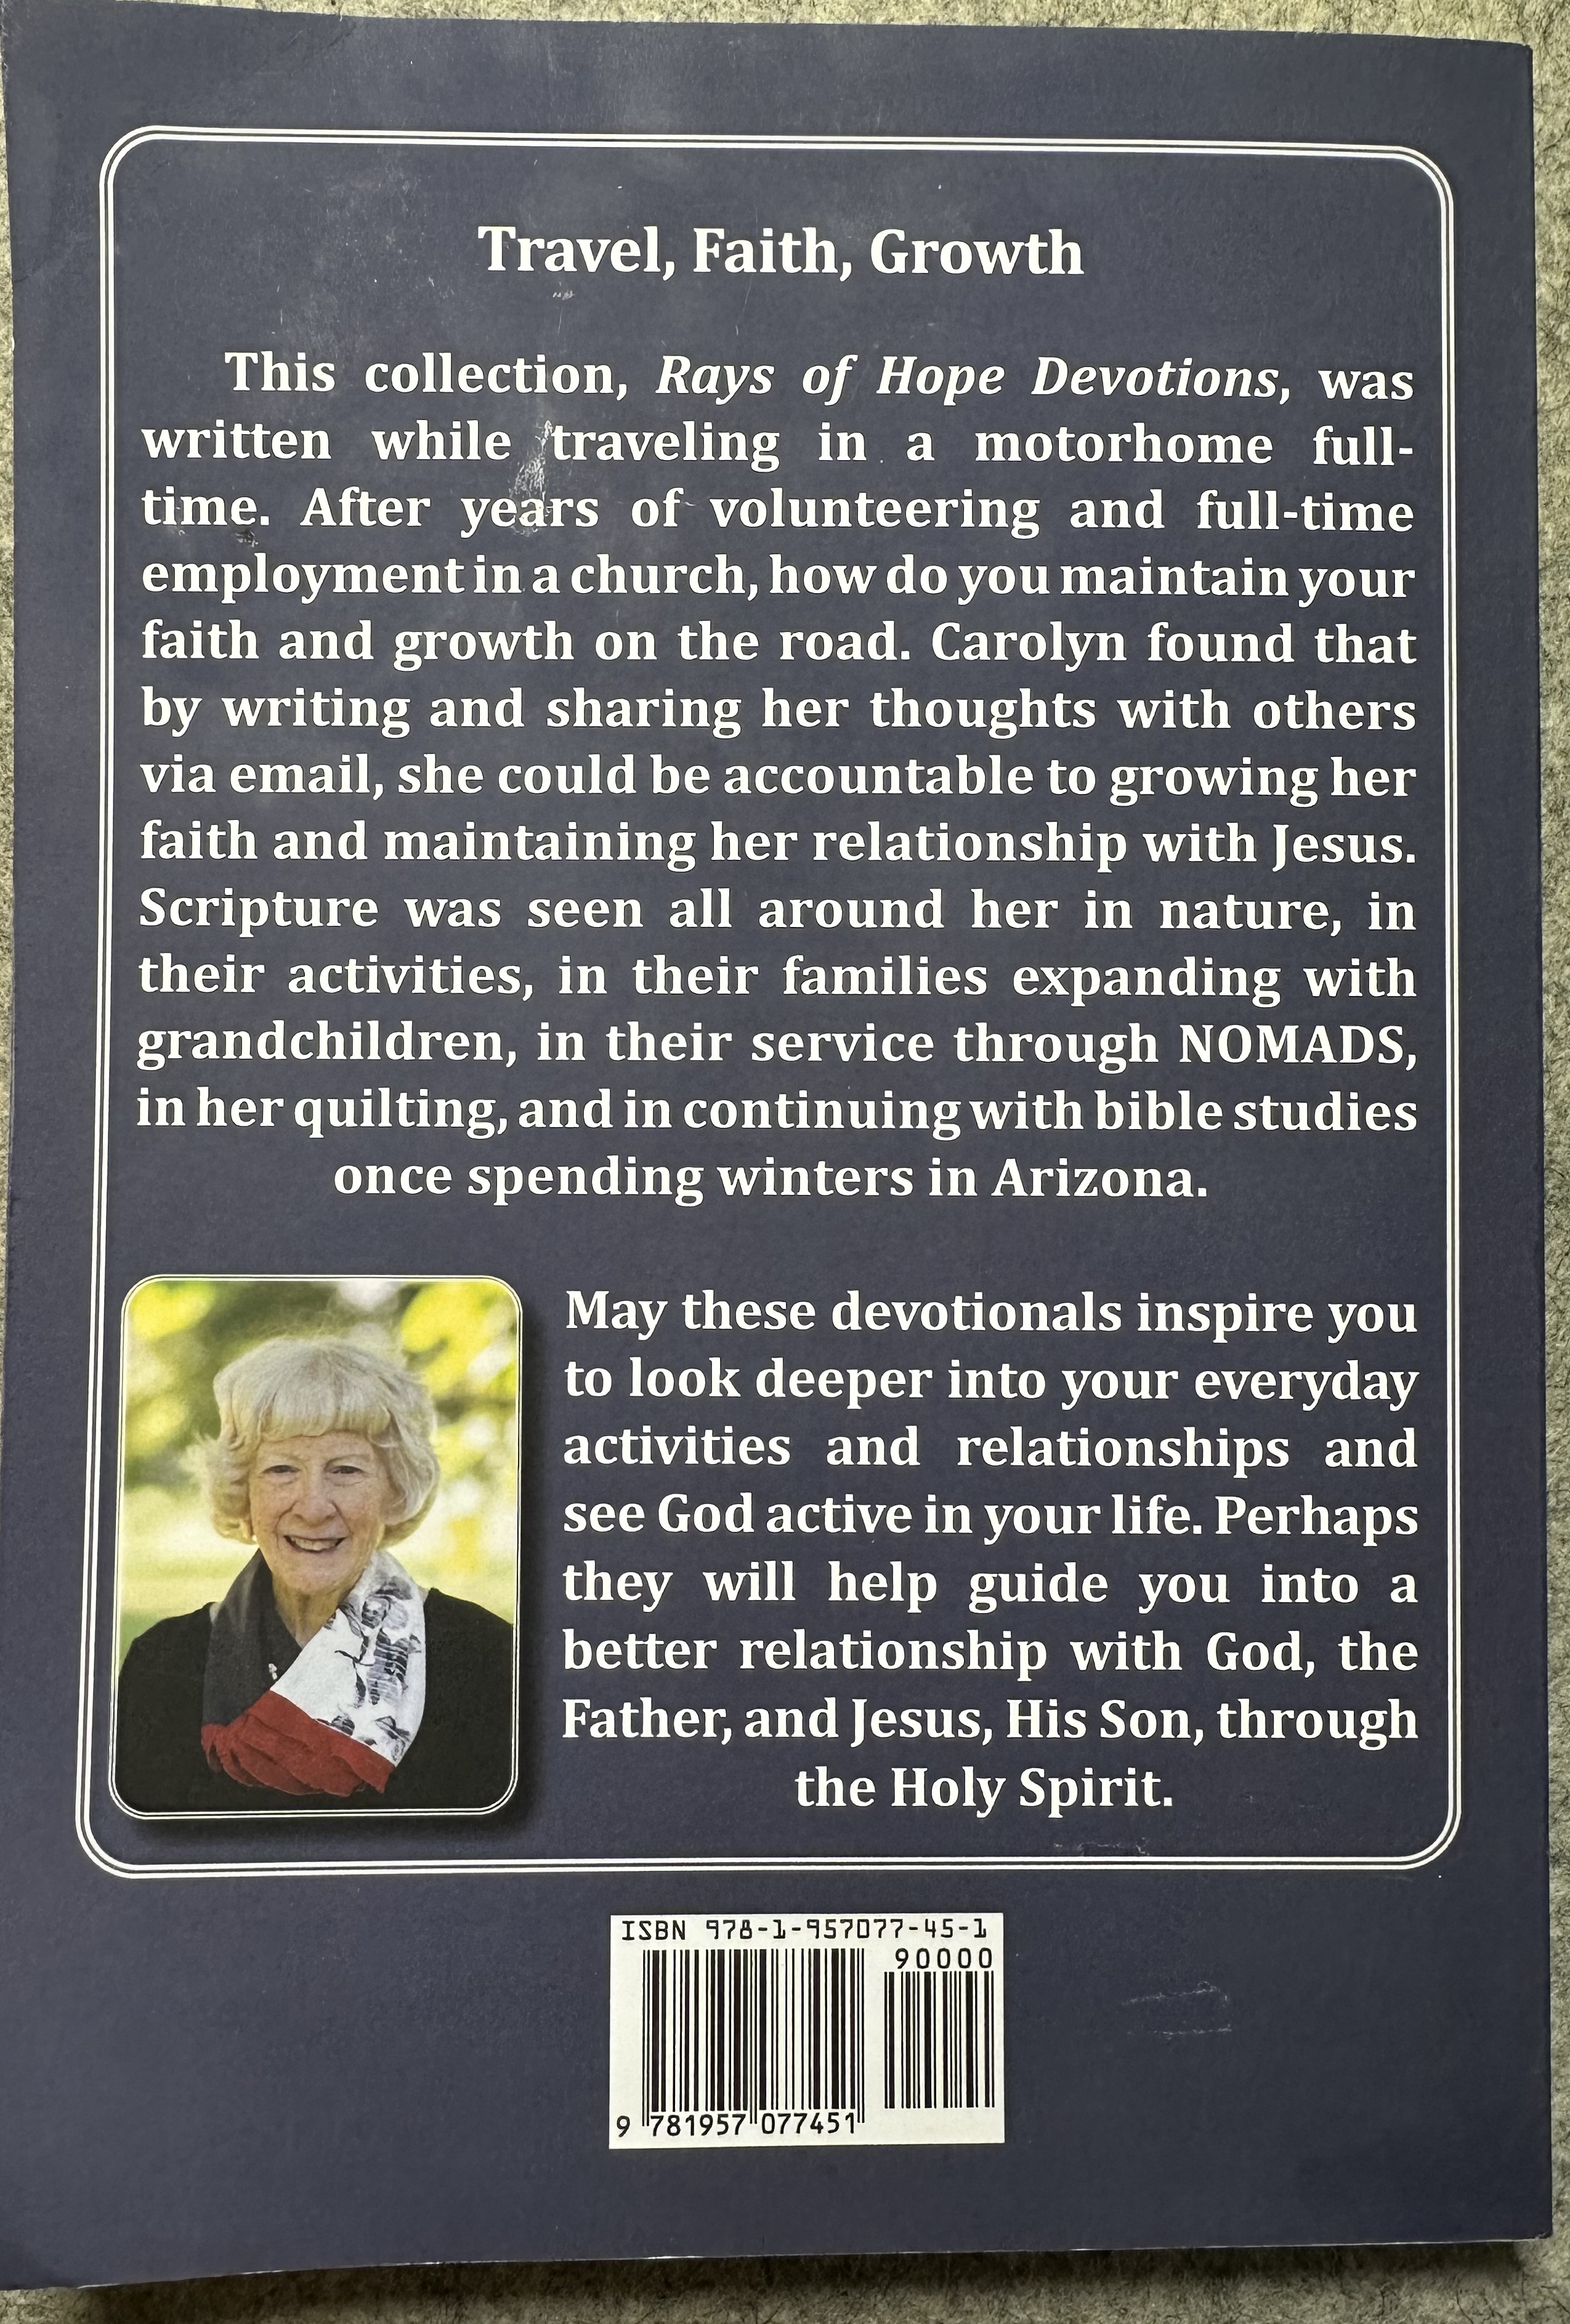 Travel, Faith, Growth
This collection, Rays of Hope Devotions, was
written while traveling in a motorhome full-
time. After years of volunteering and full-time
employment in a church, how do you maintain your
faith and growth on the road. Carolyn found that
by writing and sharing her thoughts with others
via email, she could be accountable to growing her
faith and maintaining her relationship with Jesus.
Scripture was seen all around her in nature, in
their activities, in their families expanding with
grandchildren, in their service through NOMADS,
in her quilting, and in continuing with bible studies
once spending winters in Arizona.
May these devotionals inspire you
to look deeper into your everyday
activities and relationships and
see God active in your life. Perhaps
they will help guide you into a
better relationship with God, the
Father, and Jesus, His Son, through
the Holy Spirit.
ISBN 978-1-957077-45-1
90000
9 781957 077451